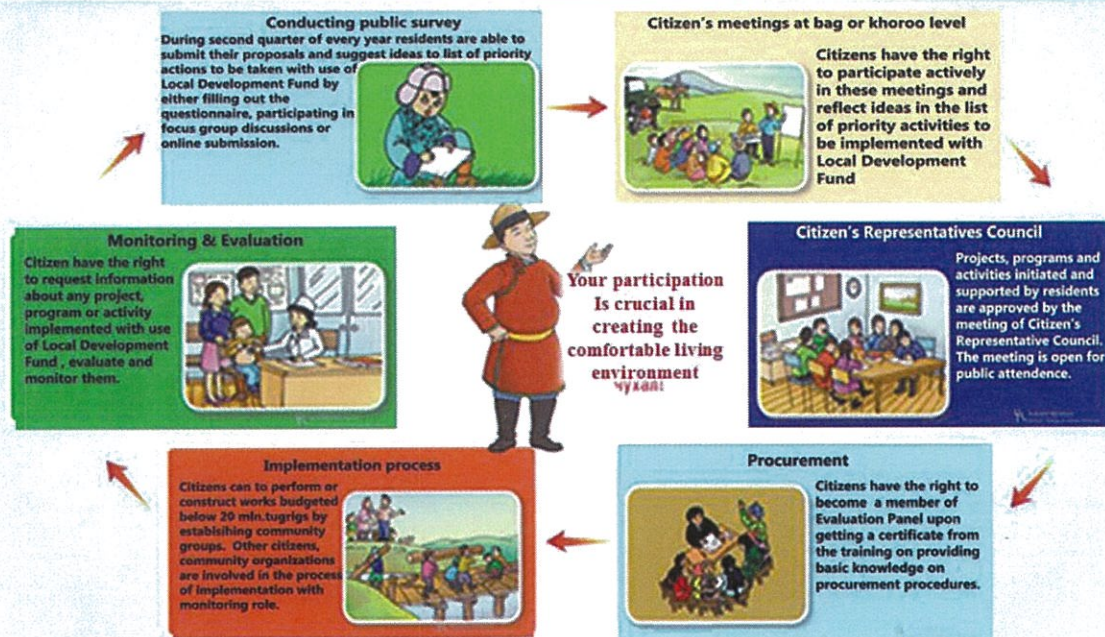 Conducting public survey
During second quarter of every year residents are able to
submit their proposals and suggest ideas to list of priority
actions to be taken with use of
Local Development Fund by
either filling out the
questionnaire, participating in
focus group discussions or
online submission.
Citizen's meetings at bag or khoroo level
Citizens have the right
to participate actively
in these meetings and
reflect ideas in the list
of priority activities to
be implemented with
Local Development
Fund
Citizen's Representatives Council
Projects, programs and
activities initiated and
supported by residents
are approved by the
meeting of Citizen's
Representative Council.
The meeting is open for
public attendence.
Procurement
Citizens have the right to
become a member of
Evaluation Panel upon
getting a certificate from
the training on providing
basic knowledge on
procurement procedures.
Implementation process
Citizens can to perform or
construct works budgeted
below 20 mln.tugrigs by
estabisihing community
groups. Other citizens,
community organizations
are involved in the process
of implementation with
monitoring role.
Monitoring & Evaluation
Citizen have the right
to request information
about any project,
program or activity
implemented with use
of Local Development
Fund , evaluate and
monitor them.
Your participation
Is crucial in
creating the
comfortable living
environment
чухал!